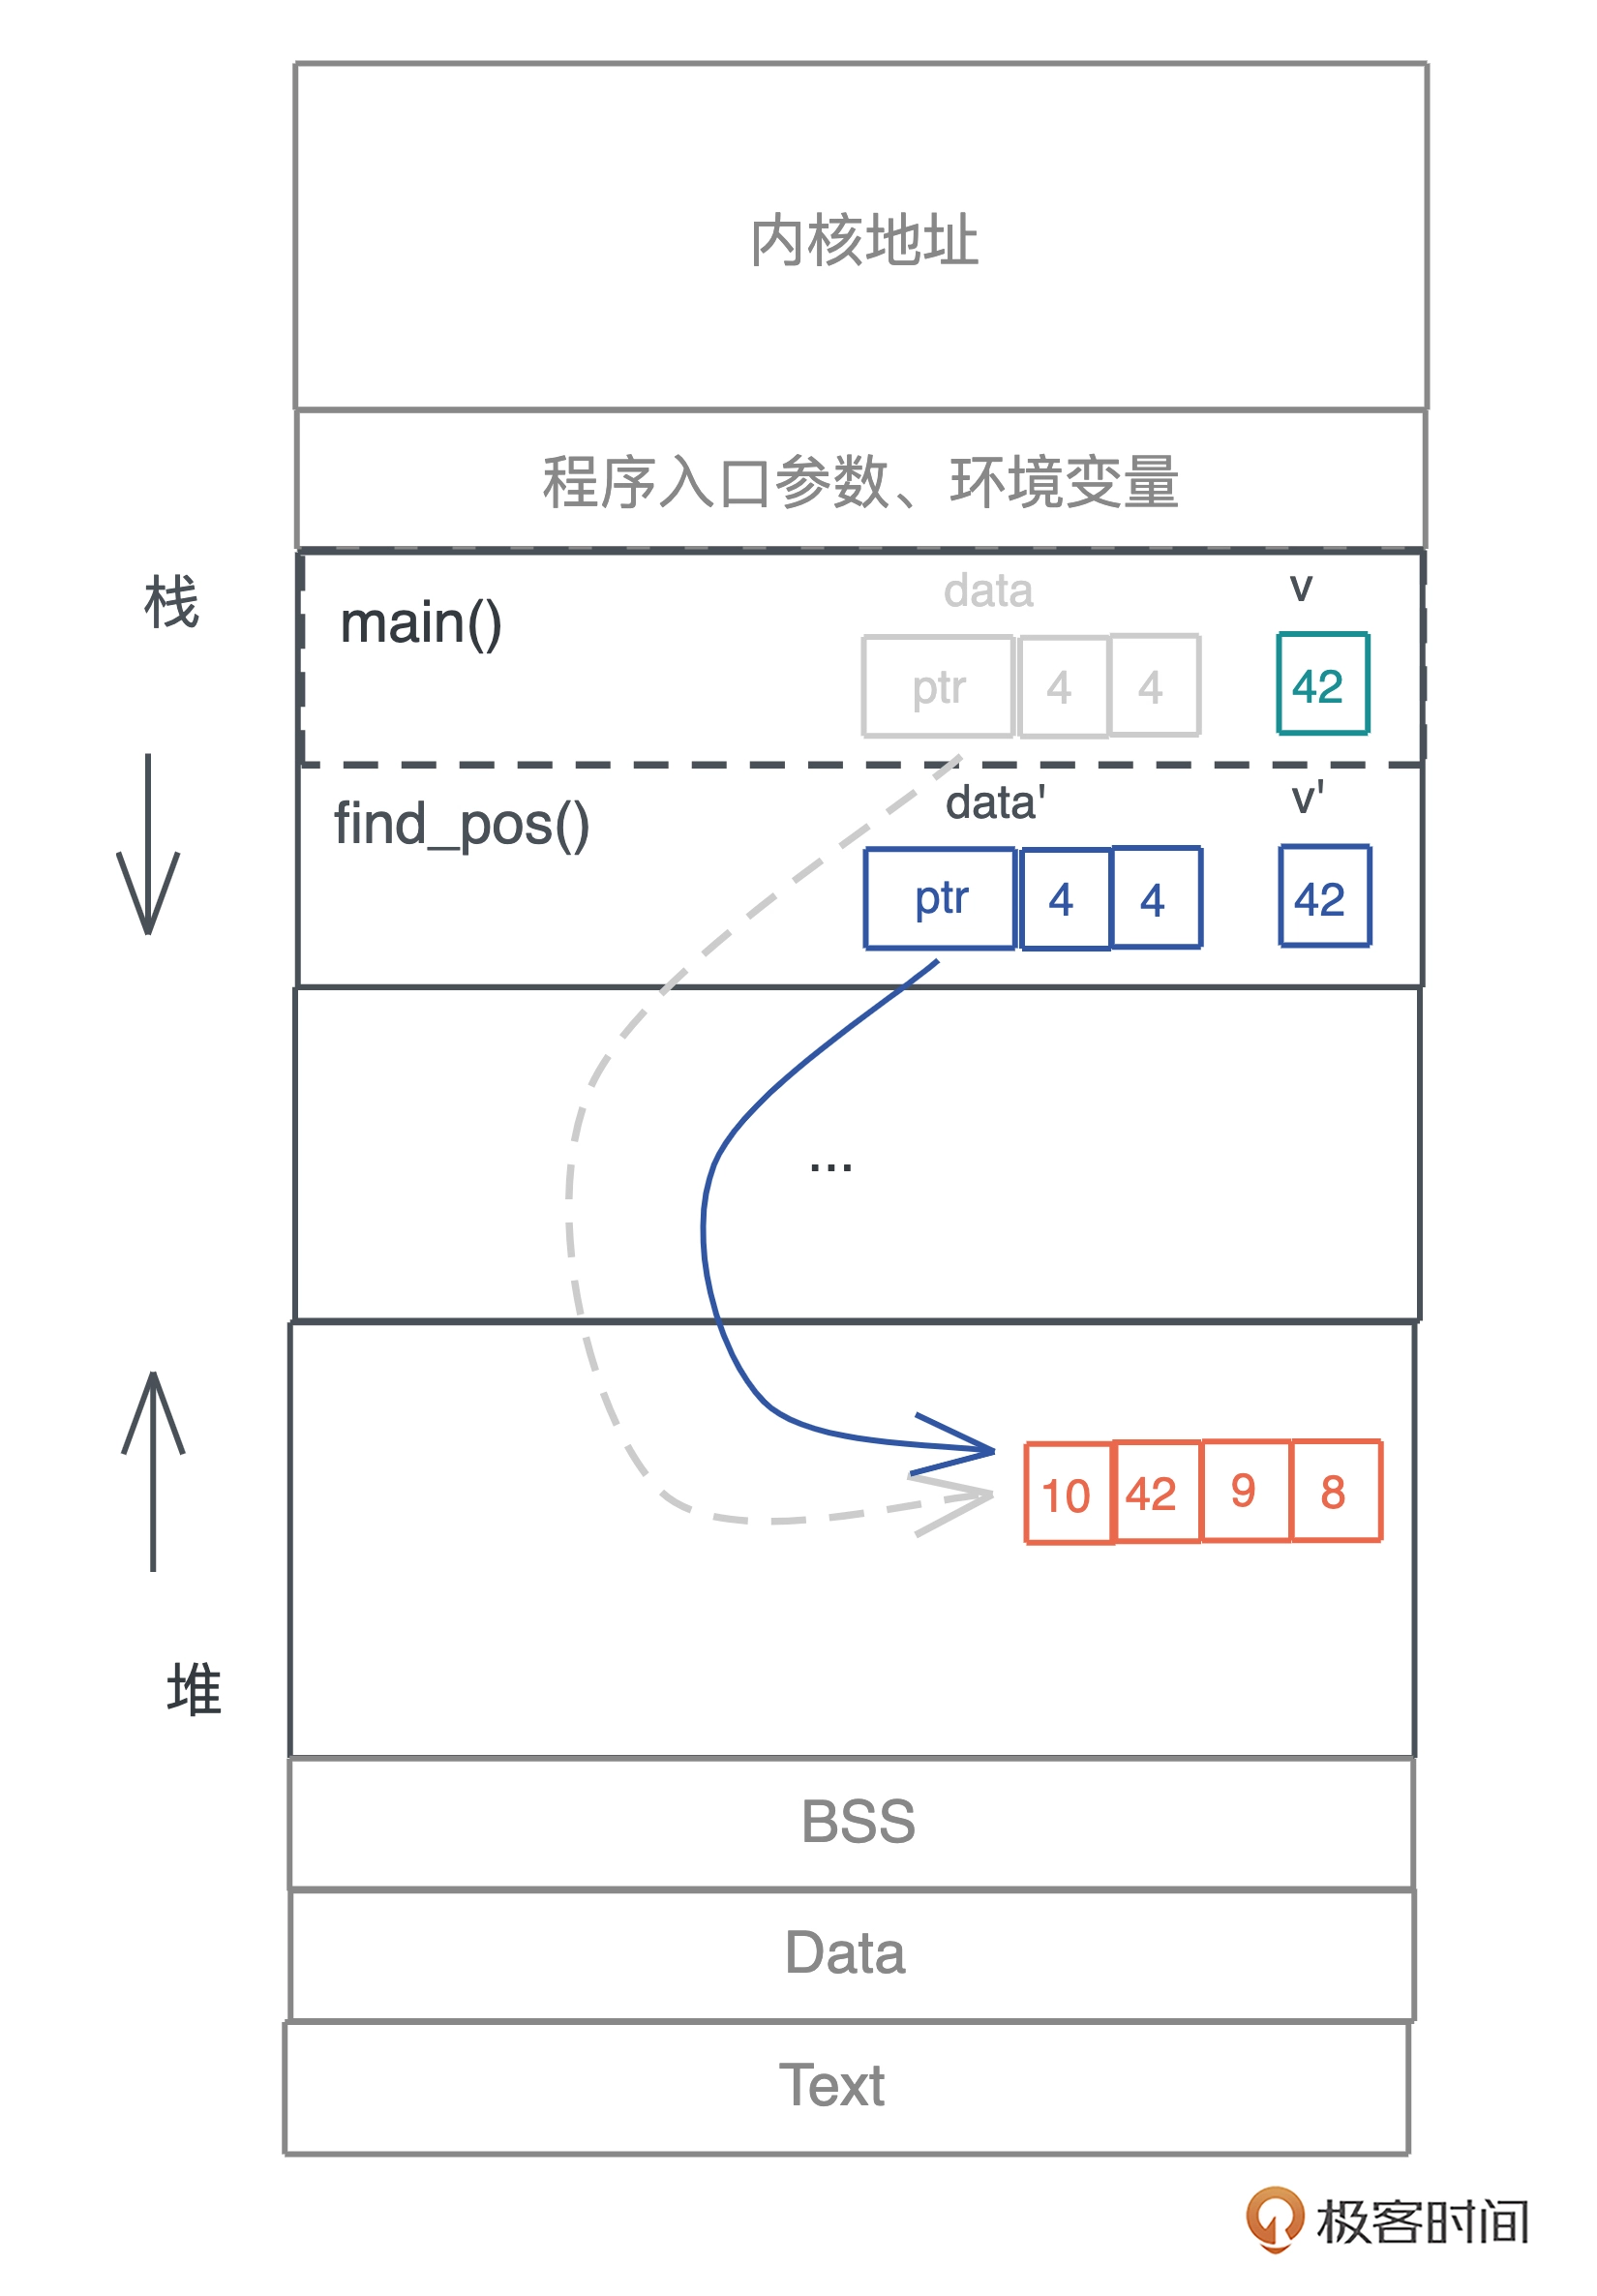 内核地址
程序入口参数、环境变量
栈
main()
data
v
ptr 4 4
42
find_pos()
data'
v'
ptr 4 4
42
...
10 42 9 8
堆
BSS
Data
Text
极客时间